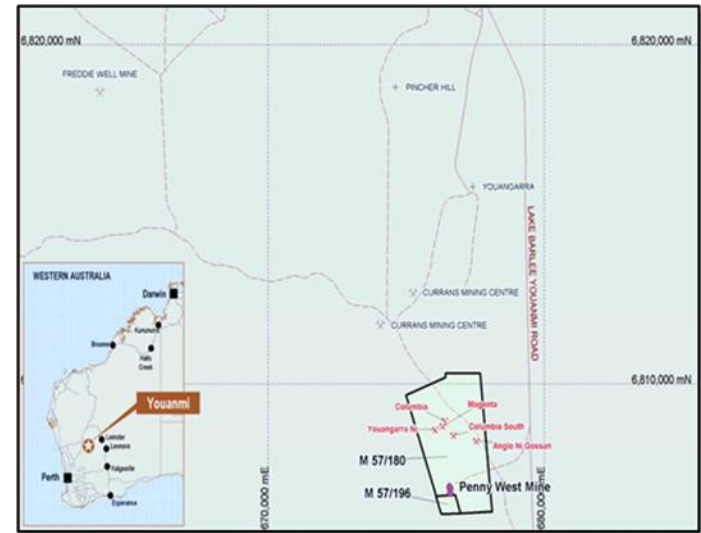 6,820,000 mN
6,820,000 mN
FREDDIE WELL MINE
PINCHER HILL
YOUANGARRA
LAKE BARLEE YOUANMI ROAD
WESTERN AUSTRALIA
Darwin
Kununurra
Broome
Halls
Creek
Youanmi
Leinster
Leonora
Kalgoorlie
Perth
Esperance
CURRANS MINING CENTRE
CURRANS MINING CENTRE
6,810,000 mN
Columbia
Magenta
Youangarra Ni
Columbia South
Anglo Ni Gossan
M 57/180
M 57/196
Penny West Mine
670,000 mE
680,000 mE